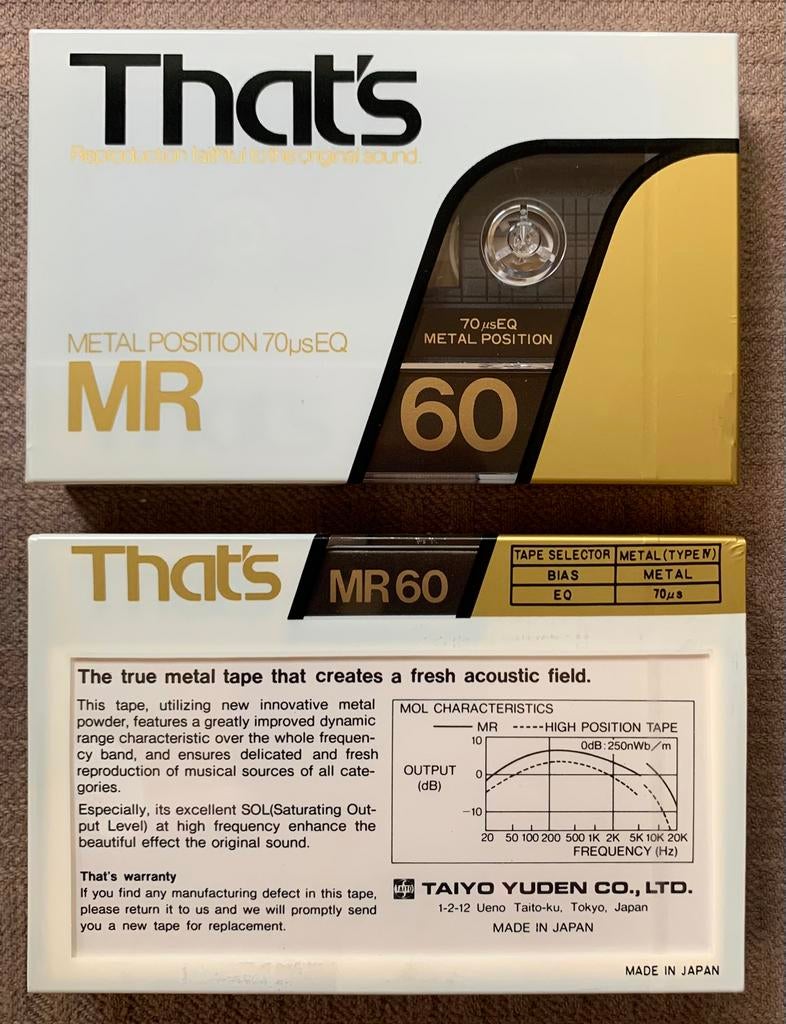 That's
Reproduction faithful to the original sound.
METAL POSITION 70µsEQ
MR
70µsEQ
METAL POSITION
60
That's
MR60
TAPE SELECTOR METAL (TYPE Ⅳ)
BIAS METAL
EQ 70µs
The true metal tape that creates a fresh acoustic field.
This tape, utilizing new innovative metal
powder, features a greatly improved dynamic
range characteristic over the whole frequen-
cy band, and ensures delicated and fresh
reproduction of musical sources of all cate-
gories.
Especially, its excellent SOL(Saturating Out-
put Level) at high frequency enhance the
beautiful effect the original sound.
That's warranty
If you find any manufacturing defect in this tape,
please return it to us and we will promptly send
you a new tape for replacement.
MOL CHARACTERISTICS
MR HIGH POSITION TAPE
0dB:250nWb/m
OUTPUT
(dB)
10
0
-10
20 50 100 200 500 1K 2K 5K 10K 20K
FREQUENCY (Hz)
TAIYO YUDEN CO., LTD.
1-2-12 Ueno Taito-ku, Tokyo, Japan
MADE IN JAPAN
MADE IN JAPAN